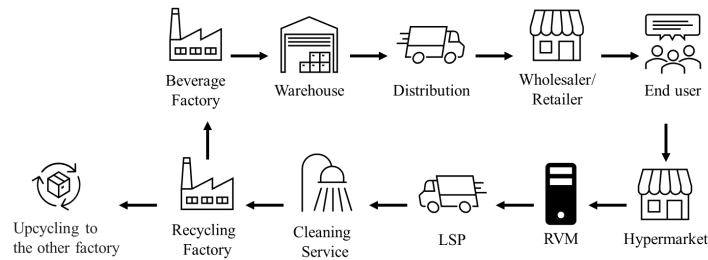 Beverage
Factory
Warehouse
Distribution
Wholesaler/
Retailer
End user
Upcycling to
the other factory
Recycling
Factory
Cleaning
Service
LSP
RVM
Hypermarket